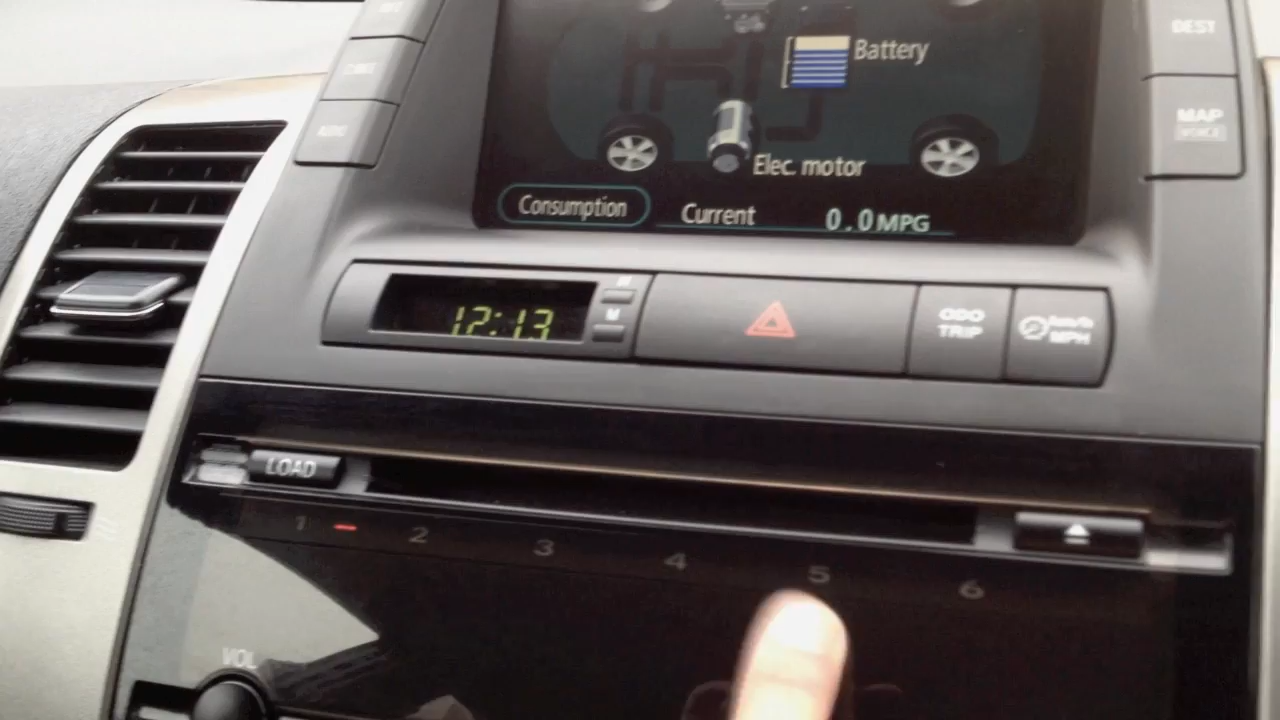 DEST
Battery
MAP
VOICE
AUDIO
Elec. motor
Consumption
Current 0.0 MPG
H
12:13
M
ODO
TRIP
MPH
LOAD
1 2 3 4 5 6
VOL